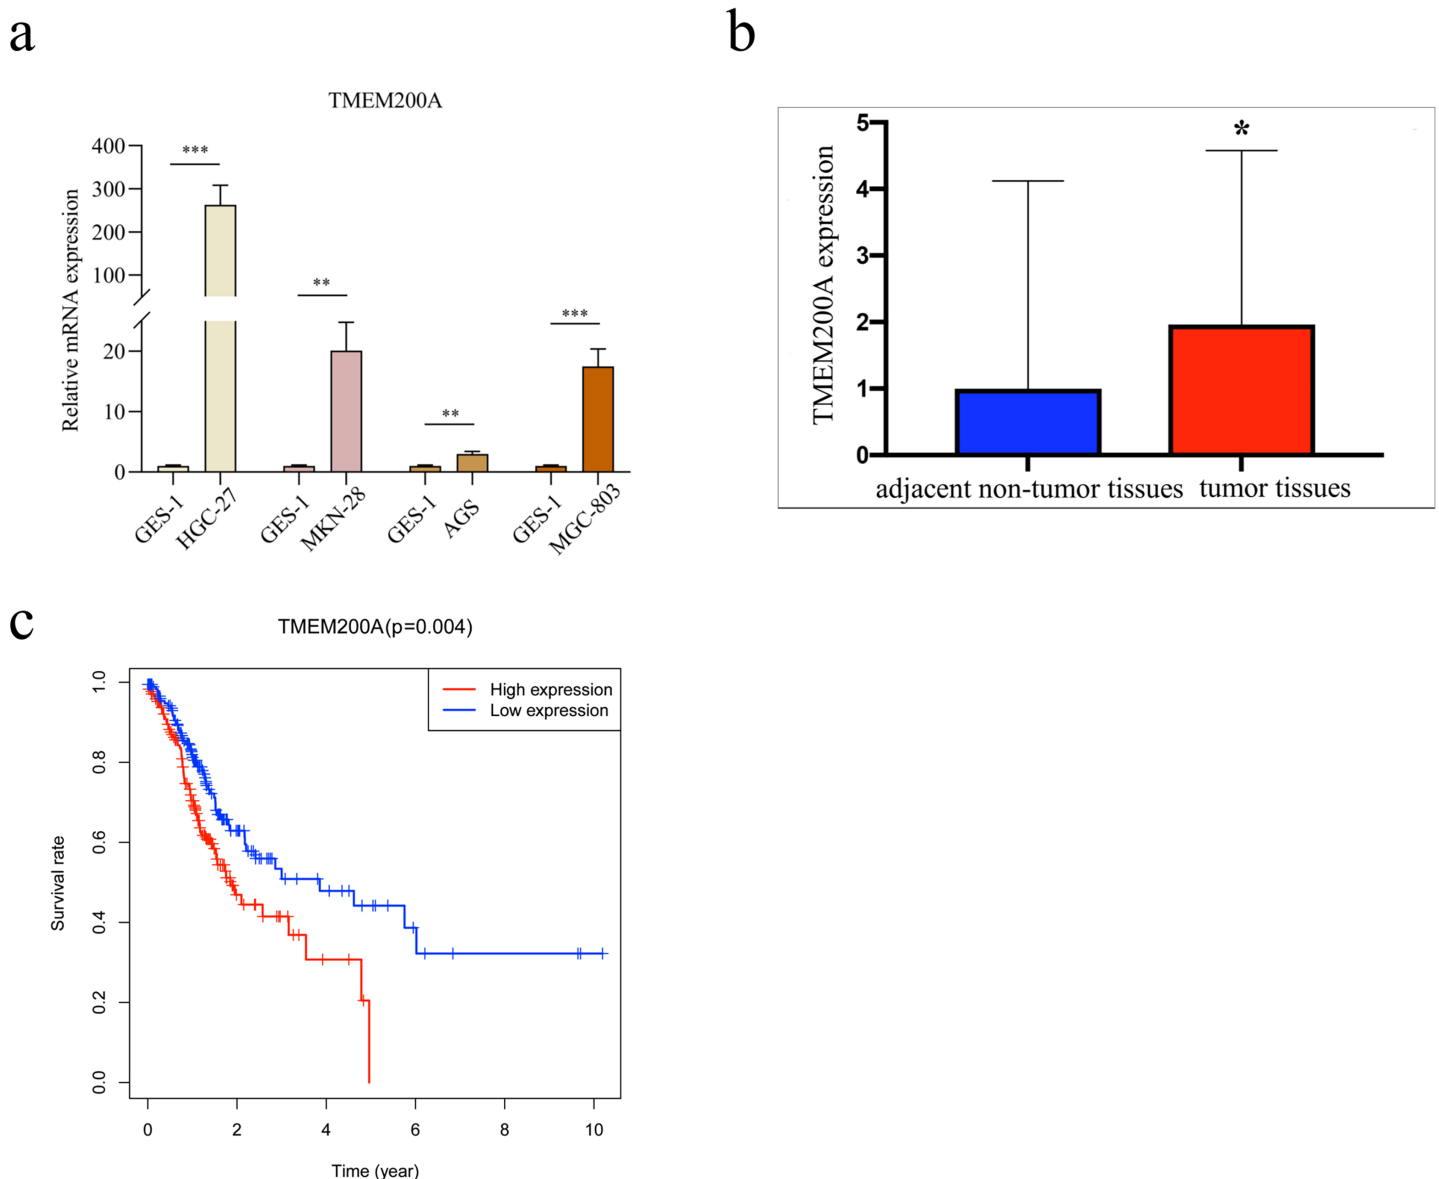 a
TMEM200A
Relative mRNA expression
400
300
200
100
20
10
0
***
**
**
***
GES-1
HGC-27
GES-1
MKN-28
GES-1
AGS
GES-1
MGC-803
b
TMEM200A expression
5
4
3
2
1
0
*
adjacent non-tumor tissues
tumor tissues
c
TMEM200A(p=0.004)
High expression
Low expression
Survival rate
1.0
0.8
0.6
0.4
0.2
0.0
0 2 4 6 8 10
Time (year)